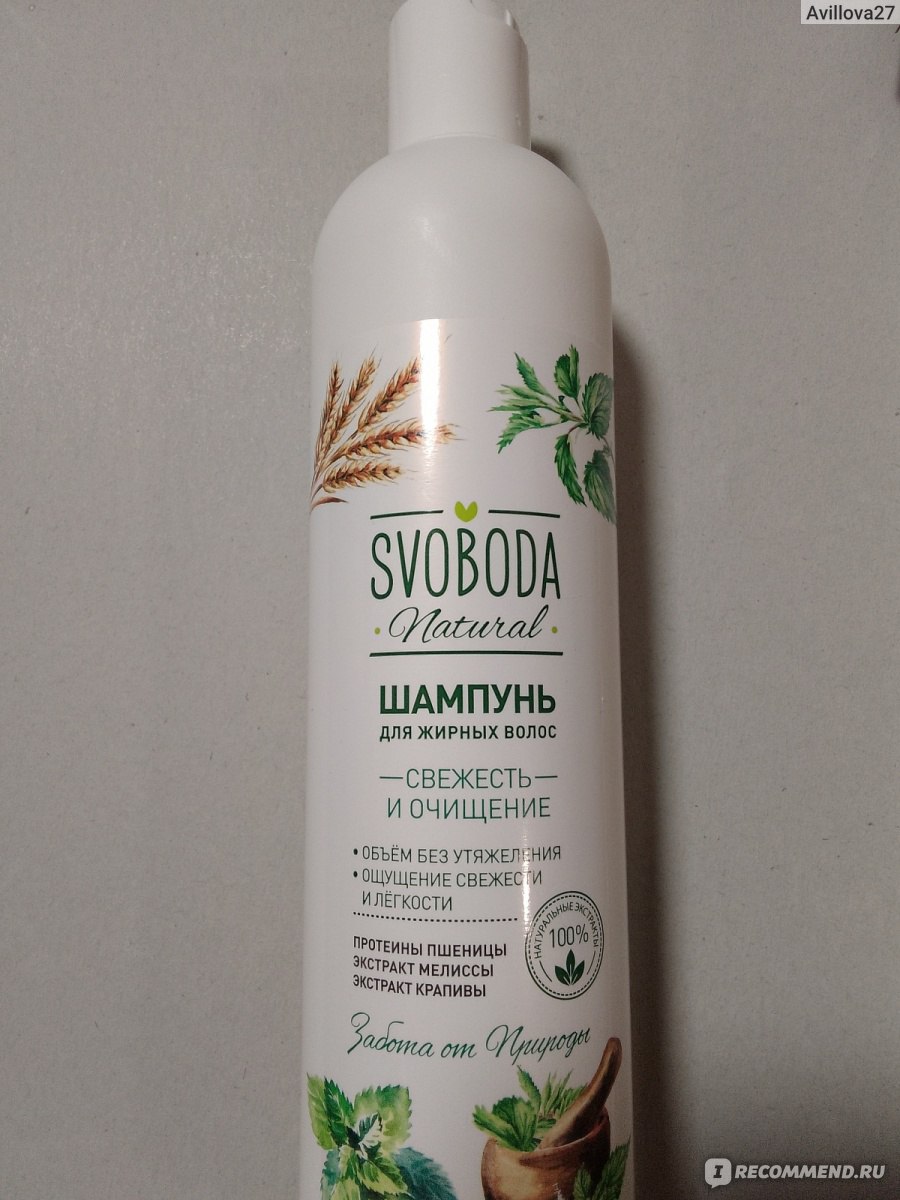 Avillova27
SVOBODA
Natural
ШАМПУНЬ
ДЛЯ ЖИРНЫХ ВОЛОС
СВЕЖЕСТЬ
И ОЧИЩЕНИЕ
• ОБЪЁМ БЕЗ УТЯЖЕЛЕНИЯ
• ОЩУЩЕНИЕ СВЕЖЕСТИ
И ЛЁГКОСТИ
НАТУРАЛЬНЫЕ ЭКСТРАКТЫ
100%
ПРОТЕИНЫ ПШЕНИЦЫ
ЭКСТРАКТ МЕЛИССЫ
ЭКСТРАКТ КРАПИВЫ
Забота от Природы
IRECOMMEND.RU